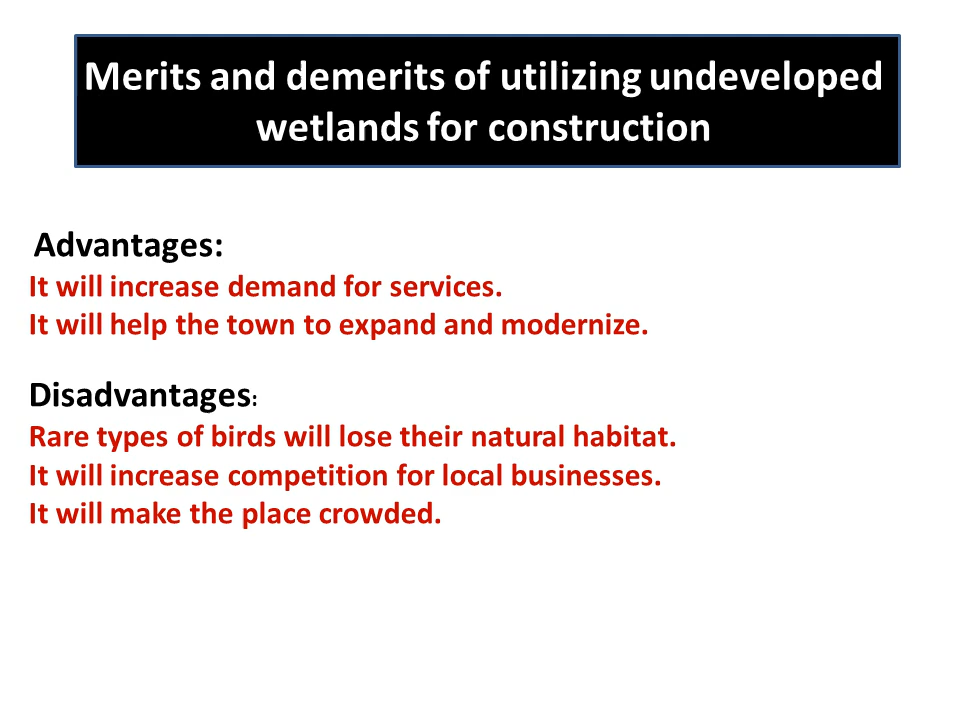 Merits and demerits of utilizing undeveloped
wetlands for construction
Advantages:
It will increase demand for services.
It will help the town to expand and modernize.
Disadvantages:
Rare types of birds will lose their natural habitat.
It will increase competition for local businesses.
It will make the place crowded.